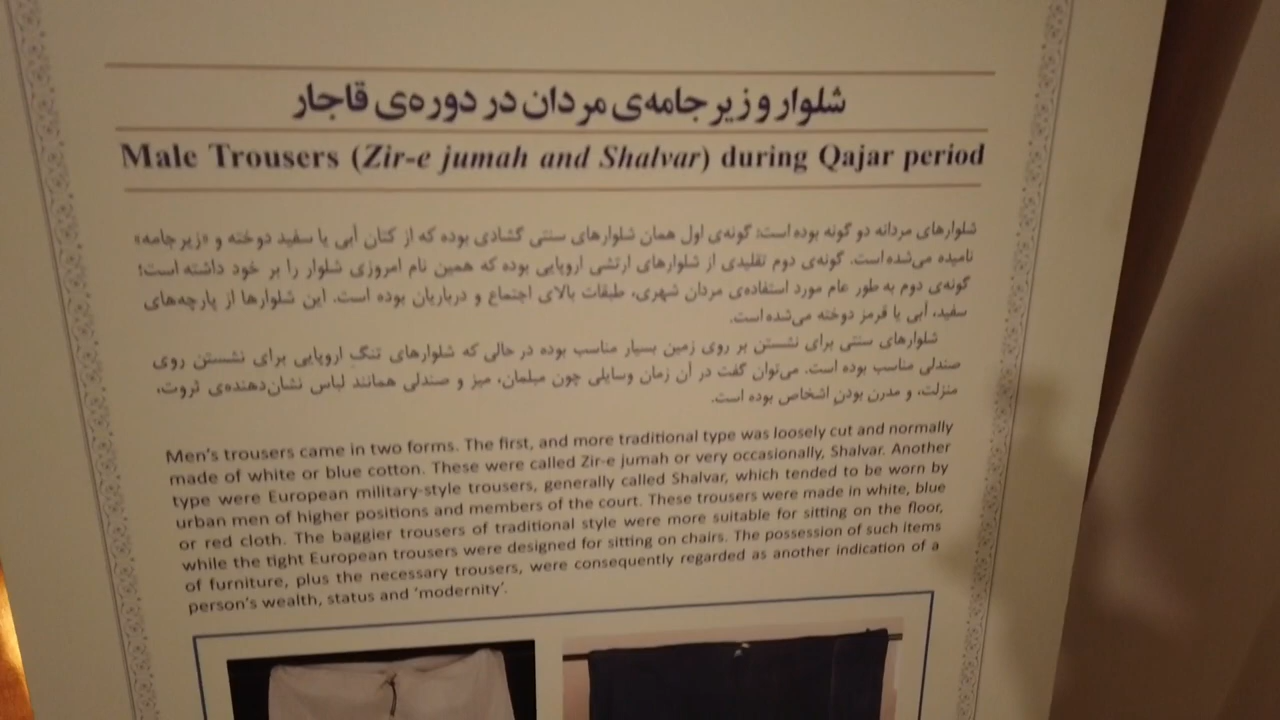 شلوار و زیر جامه‌ی مردان در دوره‌ی قاجار
Male Trousers (Zir-e jumah and Shalvar) during Qajar period
شلوارهای مردانه دو گونه بوده است: گونه‌ی اول همان شلوارهای سنتی گشادی بوده که از کتان آبی یا سفید دوخته و «زیر جامه»
نامیده می‌شده است. گونه‌ی دوم تقلیدی از شلوارهای ارتشی اروپایی بوده که همین نام امروزی شلوار را بر خود داشته است؛
گونه‌ی دوم به طور عام مورد استفاده‌ی مردان شهری، طبقات بالای اجتماع و درباریان بوده است. این شلوارها از پارچه‌های
سفید، آبی یا قرمز دوخته می‌شده است.
شلوارهای سنتی برای نشستن بر روی زمین بسیار مناسب بوده در حالی که شلوارهای تنگ اروپایی برای نشستن روی
صندلی مناسب بوده است. می‌توان گفت در آن زمان وسایلی چون مبلمان، میز و صندلی همانند لباس نشان‌دهنده‌ی ثروت،
منزلت، و مدرن بودنِ اشخاص بوده است.
Men's trousers came in two forms. The first, and more traditional type was loosely cut and normally
made of white or blue cotton. These were called Zir-e jumah or very occasionally, Shalvar. Another
type were European military-style trousers, generally called Shalvar, which tended to be worn by
urban men of higher positions and members of the court. These trousers were made in white, blue
or red cloth. The baggier trousers of traditional style were more suitable for sitting on the floor,
while the tight European trousers were designed for sitting on chairs. The possession of such items
of furniture, plus the necessary trousers, were consequently regarded as another indication of a
person's wealth, status and 'modernity'.